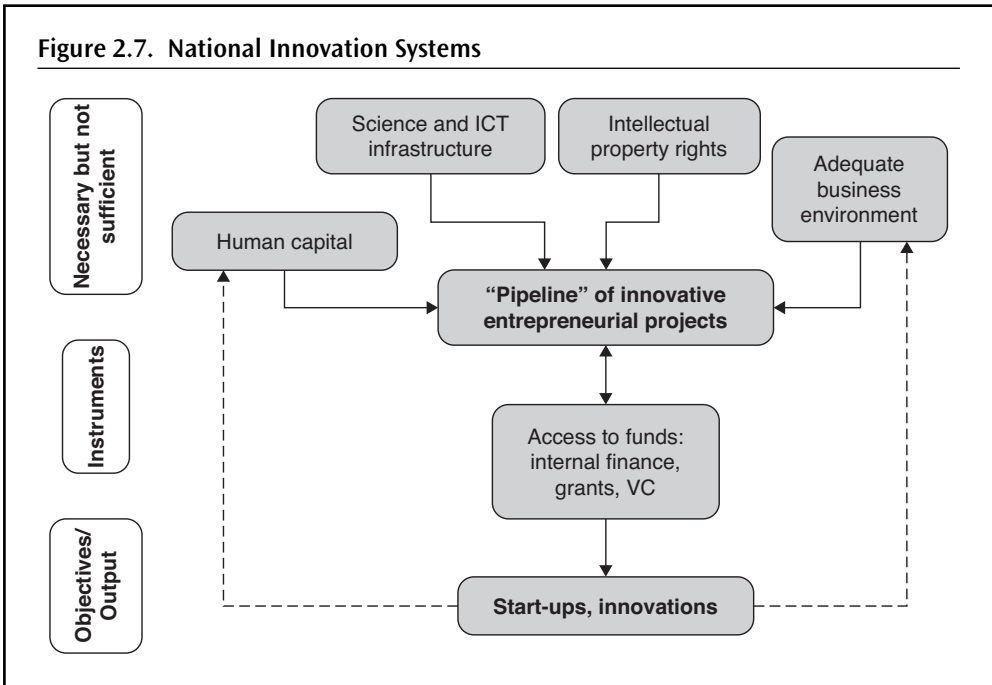 Figure 2.7. National Innovation Systems
Necessary but not
sufficient
Science and ICT
infrastructure
Intellectual
property rights
Adequate
business
environment
Human capital
“Pipeline” of innovative
entrepreneurial projects
Instruments
Access to funds:
internal finance,
grants, VC
Objectives/
Output
Start-ups, innovations